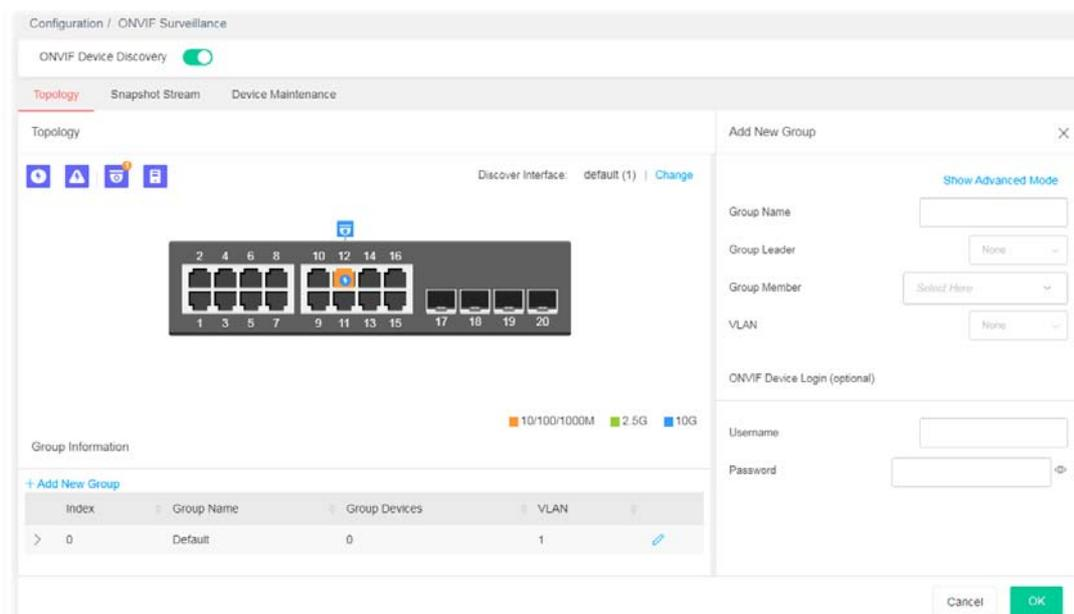 Configuration / ONVIF Surveillance
ONVIF Device Discovery
Topology Snapshot Stream Device Maintenance
Topology
Discover Interface: default (1) | Change
2 4 6 8 10 12 14 16
1 3 5 7 9 11 13 15 17 18 19 20
10/100/1000M 2.5G 10G
Group Information
+ Add New Group
Index Group Name Group Devices VLAN
0 Default 0 1
Add New Group
Show Advanced Mode
Group Name
Group Leader None
Group Member Select Here
VLAN None
ONVIF Device Login (optional)
Username
Password
Cancel OK